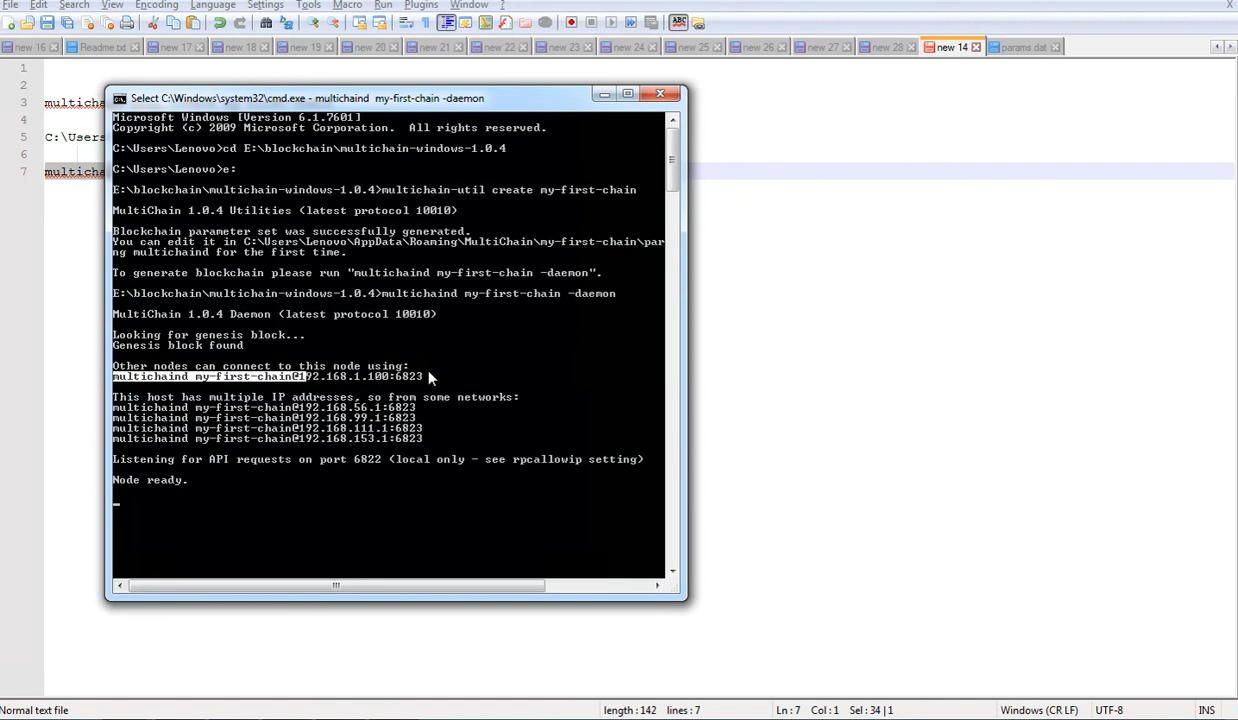 File Edit Search View Encoding Language Settings Tools Macro Run Plugins Window ? X
new 16 Readme.txt new 17 new 18 new 19 new 20 new 21 new 22 new 23 new 24 new 25 new 26 new 27 new 28 new 14 params.dat
1
2
3 multicha
4
5 C:\Users
6
7 multicha
Select C:\Windows\system32\cmd.exe - multichaind my-first-chain -daemon
Microsoft Windows [Version 6.1.7601]
Copyright (c) 2009 Microsoft Corporation. All rights reserved.
C:\Users\Lenovo>cd E:\blockchain\multichain-windows-1.0.4
C:\Users\Lenovo>e:
E:\blockchain\multichain-windows-1.0.4>multichain-util create my-first-chain
MultiChain 1.0.4 Utilities (latest protocol 10010)
Blockchain parameter set was successfully generated.
You can edit it in C:\Users\Lenovo\AppData\Roaming\MultiChain\my-first-chain\par
ng multichaind for the first time.
To generate blockchain please run "multichaind my-first-chain -daemon".
E:\blockchain\multichain-windows-1.0.4>multichaind my-first-chain -daemon
MultiChain 1.0.4 Daemon (latest protocol 10010)
Looking for genesis block...
Genesis block found
Other nodes can connect to this node using:
multichaind my-first-chain@192.168.1.100:6823
This host has multiple IP addresses, so from some networks:
multichaind my-first-chain@192.168.56.1:6823
multichaind my-first-chain@192.168.99.1:6823
multichaind my-first-chain@192.168.111.1:6823
multichaind my-first-chain@192.168.153.1:6823
Listening for API requests on port 6822 (local only - see rpcallowip setting)
Node ready.
Normal text file length : 142 lines : 7 Ln : 7 Col : 1 Sel : 34 | 1 Windows (CR LF) UTF-8 INS